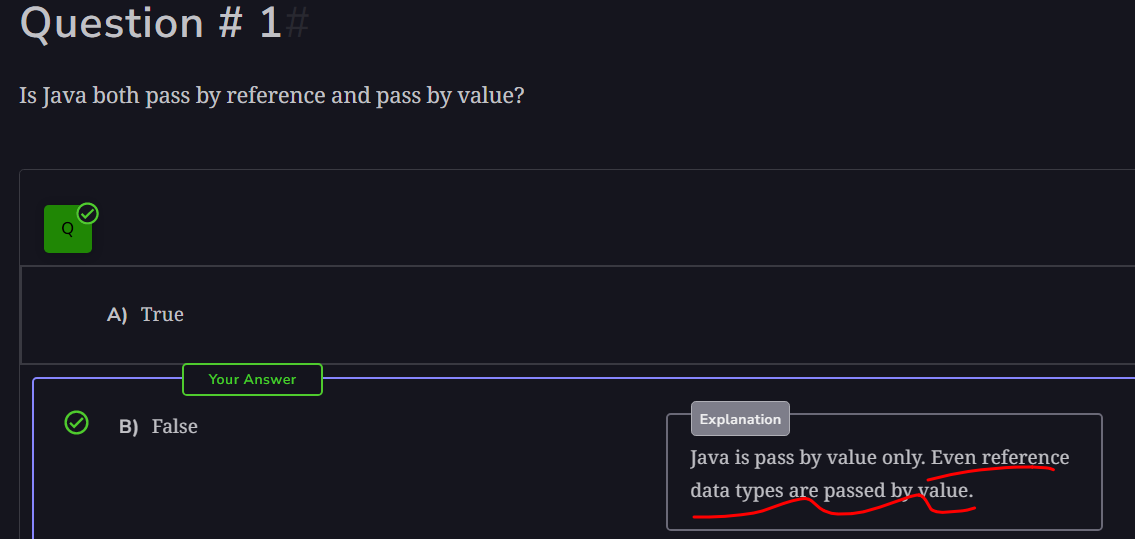 Question # 1#
Is Java both pass by reference and pass by value?
Q
A) True
Your Answer
B) False
Explanation
Java is pass by value only. Even reference
data types are passed by value.